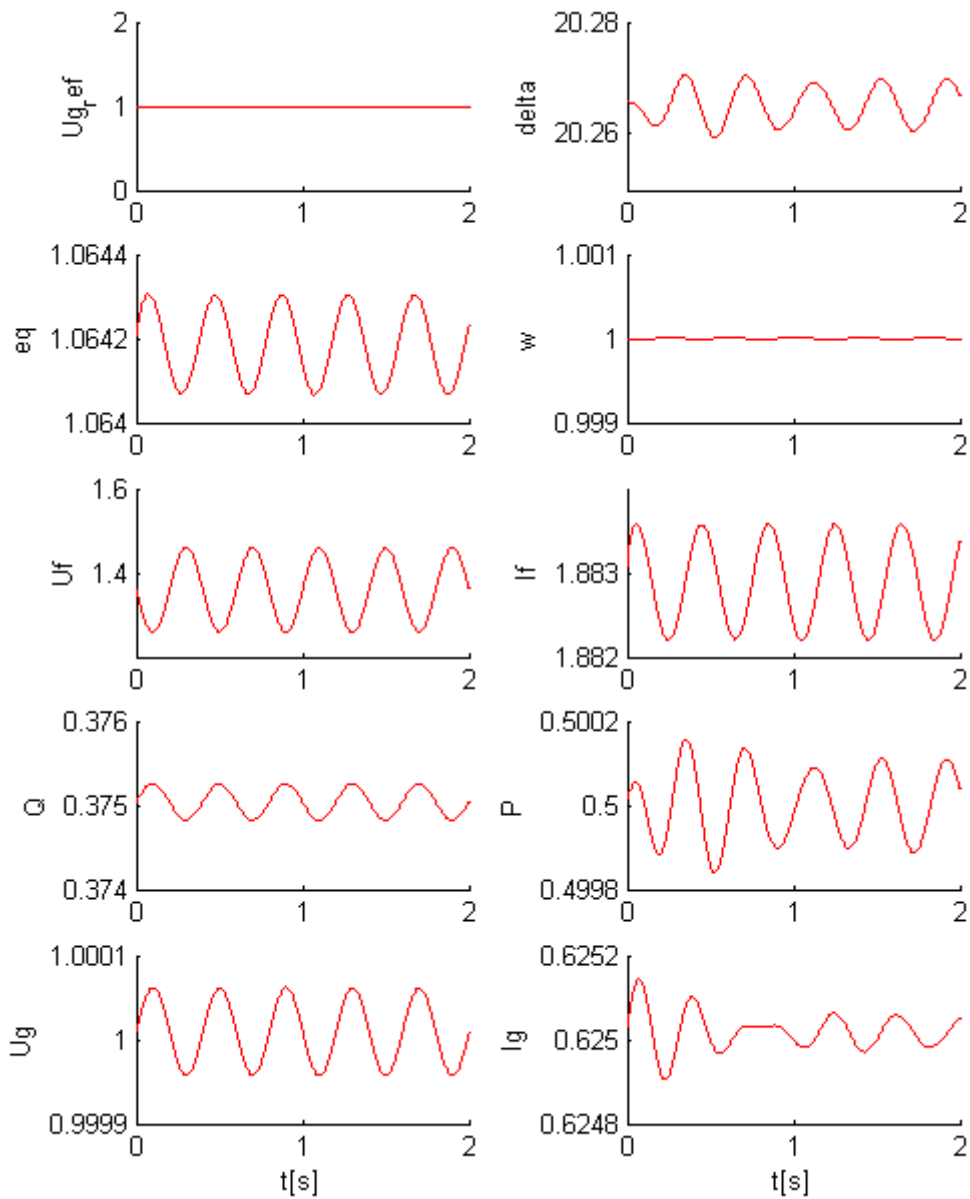 2
Ug_ref
1
0
0 1 2
20.28
delta
20.26
0 1 2
1.0644
eq
1.0642
1.064
0 1 2
1.001
w
1
0.999
0 1 2
1.6
Uf
1.4
0 1 2
If
1.883
1.882
0 1 2
0.376
Q
0.375
0.374
0 1 2
0.5002
P
0.5
0.4998
0 1 2
1.0001
Ug
1
0.9999
0 1 2
t[s]
0.6252
Ig
0.625
0.6248
0 1 2
t[s]